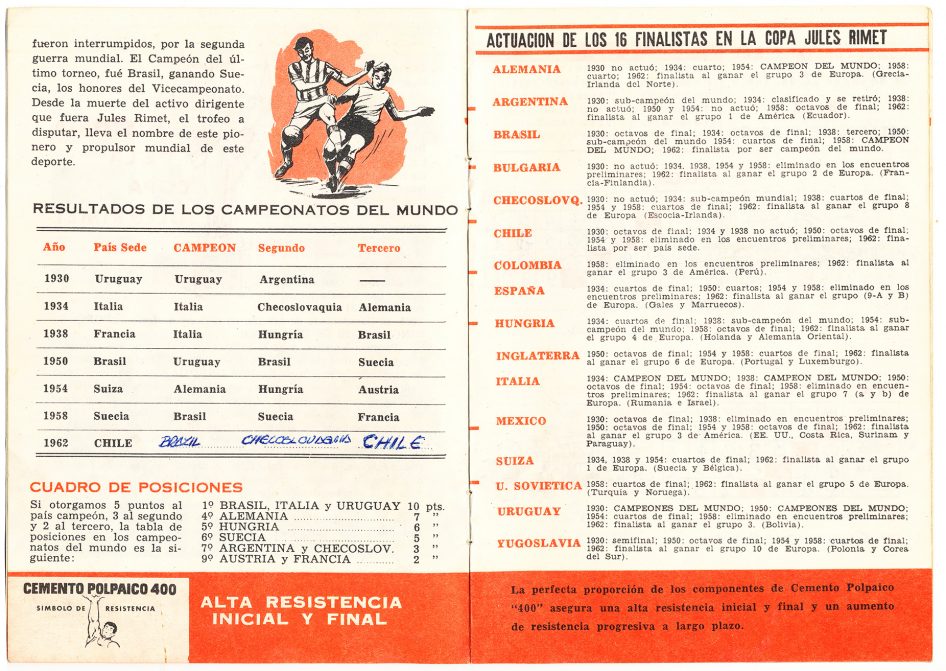 fueron interrumpidos, por la segunda
guerra mundial. El Campeón del úl-
timo torneo, fué Brasil, ganando Sue-
cia, los honores del Vicecampeonato.
Desde la muerte del activo dirigente
que fuera Jules Rimet, el trofeo a
disputar, lleva el nombre de este pio-
nero y propulsor mundial de este
deporte.
RESULTADOS DE LOS CAMPEONATOS DEL MUNDO
Año País Sede CAMPEON Segundo Tercero
1930 Uruguay Uruguay Argentina —
1934 Italia Italia Checoslovaquia Alemania
1938 Francia Italia Hungría Brasil
1950 Brasil Uruguay Brasil Suecia
1954 Suiza Alemania Hungría Austria
1958 Suecia Brasil Suecia Francia
1962 CHILE BRAZIL CHECOSLOVAQUIA CHILE
CUADRO DE POSICIONES
Si otorgamos 5 puntos al
país campeón, 3 al segundo
y 2 al tercero, la tabla de
posiciones en los campeo-
natos del mundo es la si-
guiente:
1º BRASIL, ITALIA y URUGUAY 10 pts.
4º ALEMANIA 7 ”
5º HUNGRIA 6 ”
6º SUECIA 5 ”
7º ARGENTINA y CHECOSLOV. 3 ”
9º AUSTRIA y FRANCIA 2 ”
CEMENTO POLPAICO 400
SIMBOLO DE RESISTENCIA
ALTA RESISTENCIA
INICIAL Y FINAL
ACTUACION DE LOS 16 FINALISTAS EN LA COPA JULES RIMET
ALEMANIA 1930 no actuó; 1934: cuarto; 1954: CAMPEON DEL MUNDO; 1958:
cuarto; 1962: finalista al ganar el grupo 3 de Europa. (Grecia-
Irlanda del Norte).
ARGENTINA 1930: sub-campeón del mundo; 1934: clasificado y se retiró; 1938:
no actuó; 1950 y 1954: no actuó; 1958: octavos de final; 1962:
finalista al ganar el grupo 1 de América (Ecuador).
BRASIL 1930: octavos de final; 1934: octavos de final; 1938: tercero; 1950:
sub-campeón del mundo; 1954: cuartos de final; 1958: CAMPEON
DEL MUNDO; 1962: finalista por ser campeón del mundo.
BULGARIA 1930: no actuó; 1934, 1938, 1954 y 1958: eliminado en los encuentros
preliminares; 1962: finalista al ganar el grupo 2 de Europa. (Fran-
cia-Finlandia).
CHECOSLOVQ. 1930: no actuó; 1934: sub-campeón mundial; 1938: cuartos de final;
1954 y 1958: cuartos de final; 1962: finalista al ganar el grupo 8
de Europa (Escocia-Irlanda).
CHILE 1930: octavos de final; 1934 y 1938 no actuó; 1950: octavos de final;
1954 y 1958: eliminado en los encuentros preliminares; 1962: fina-
lista por ser país sede.
COLOMBIA 1958: eliminado en los encuentros preliminares; 1962: finalista al
ganar el grupo 3 de América. (Perú).
ESPAÑA 1934: cuartos de final; 1950: cuartos; 1954 y 1958: eliminado en los
encuentros preliminares; 1962: finalista al ganar el grupo (9-A y B)
de Europa. (Gales y Marruecos).
HUNGRIA 1934: cuartos de final; 1938: sub-campeón del mundo; 1954: sub-
campeón del mundo; 1958: octavos de final; 1962: finalista al ganar
el grupo 4 de Europa. (Holanda y Alemania Oriental).
INGLATERRA 1950: octavos de final; 1954 y 1958: cuartos de final; 1962: finalista
al ganar el grupo 6 de Europa. (Portugal y Luxemburgo).
ITALIA 1934: CAMPEON DEL MUNDO; 1938: CAMPEON DEL MUNDO; 1950:
octavos de final; 1954: octavos de final; 1958: eliminado en encuen-
tros preliminares; 1962: finalista al ganar el grupo 7 (a y b) de
Europa. (Rumania e Israel).
MEXICO 1930: octavos de final; 1938: eliminado en encuentros preliminares;
1950: octavos de final; 1954 y 1958: octavos de final; 1962: finalista
al ganar el grupo 3 de América. (EE. UU., Costa Rica, Surinam y
Paraguay).
SUIZA 1934, 1938 y 1954: cuartos de final; 1962: finalista al ganar el grupo
1 de Europa. (Suecia y Bélgica).
U. SOVIETICA 1958: cuartos de final; 1962: finalista al ganar el grupo 5 de Europa.
(Turquía y Noruega).
URUGUAY 1930: CAMPEONES DEL MUNDO; 1950: CAMPEONES DEL MUNDO;
1954: cuartos de final; 1958: eliminado en encuentros preliminares;
1962: finalista al ganar el grupo 3. (Bolivia).
YUGOSLAVIA 1930: semifinal; 1950: octavos de final; 1954 y 1958: cuartos de final;
1962: finalista al ganar el grupo 10 de Europa. (Polonia y Corea
del Sur).
La perfecta proporción de los componentes de Cemento Polpaico
“400” asegura una alta resistencia inicial y final y un aumento
de resistencia progresiva a largo plazo.